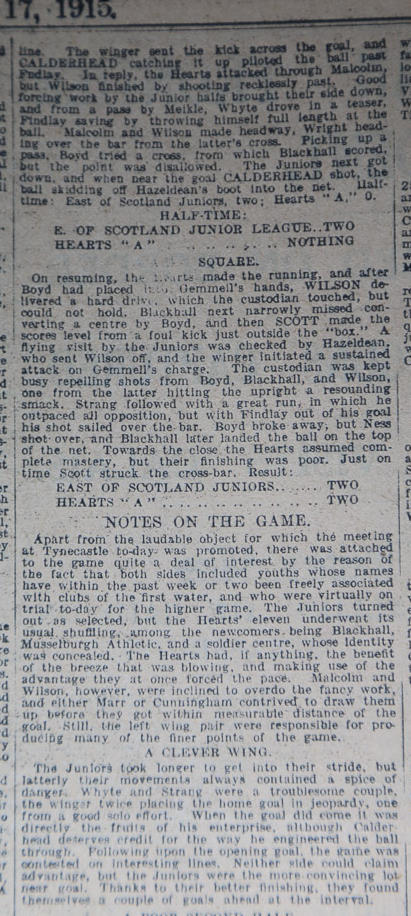 17, 1915.
line. The winger sent the kick across the goal, and
CALDERHEAD catching it up piloted the ball past
Findlay. In reply, the Hearts attacked through Malcolm,
but Wilson finished by shooting recklessly past. Good
forcing work by the Junior halfs brought their side down,
and from a pass by Meikle, Whyte drove in a teaser,
Findlay saving by throwing himself full length at the
ball. Malcolm and Wilson made headway, Wright head-
ing over the bar from the latter's cross. Picking up a
pass, Boyd tried a cross, from which Blackhall scored,
but the point was disallowed. The Juniors next got
down, and when near the goal CALDERHEAD shot, the
ball skidding off Hazeldean's boot into the net. Half-
time: East of Scotland Juniors, two; Hearts "A," 0.
HALF-TIME:
E. OF SCOTLAND JUNIOR LEAGUE..TWO
HEARTS "A" .. .. .. .. NOTHING
SQUARE.
On resuming, the Hearts made the running, and after
Boyd had placed into Gemmell's hands, WILSON de-
livered a hard drive, which the custodian touched, but
could not hold. Blackhall next narrowly missed con-
verting a centre by Boyd, and then SCOTT made the
scores level from a foul kick just outside the "box." A
flying visit by the Juniors was checked by Hazeldean,
who sent Wilson off, and the winger initiated a sustained
attack on Gemmell's charge. The custodian was kept
busy repelling shots from Boyd, Blackhall, and Wilson,
one from the latter hitting the upright a resounding
smack. Strang followed with a great run, in which he
outpaced all opposition, but with Findlay out of his goal
his shot sailed over the bar. Boyd broke away, but Ness
shot over, and Blackhall later landed the ball on the top
of the net. Towards the close the Hearts assumed com-
plete mastery, but their finishing was poor. Just on
time Scott struck the cross-bar. Result:
EAST OF SCOTLAND JUNIORS...... TWO
HEARTS "A" .. .. .. .. .. TWO
NOTES ON THE GAME.
Apart from the laudable object for which the meeting
at Tynecastle to-day was promoted, there was attached
to the game quite a deal of interest by the reason of
the fact that both sides included youths whose names
have within the past week or two been freely associated
with clubs of the first water, and who were virtually on
trial to-day for the higher game. The Juniors turned
out as selected, but the Hearts' eleven underwent its
usual shuffling, among the newcomers being Blackhall,
Musselburgh Athletic, and a soldier centre, whose identity
was concealed. The Hearts had, if anything, the benefit
of the breeze that was blowing, and making use of the
advantage they at once forced the pace. Malcolm and
Wilson, however, were inclined to overdo the fancy work,
and either Marr or Cunningham contrived to draw them
up before they got within measurable distance of the
goal. Still, the left wing pair were responsible for pro-
ducing many of the finer points of the game.
A CLEVER WING.
The Juniors took longer to get into their stride, but
latterly their movements always contained a spice of
danger. Whyte and Strang were a troublesome couple,
the winger twice placing the home goal in jeopardy, one
from a good solo effort. When the goal did come it was
directly the fruits of his enterprise, although Calder-
head deserves credit for the way he engineered the ball
through. Following upon the opening goal, the game was
contested on interesting lines. Neither side could claim
advantage, but the Juniors were the more convincing lot
near goal. Thanks to their better finishing, they found
themselves a couple of goals ahead at the interval.